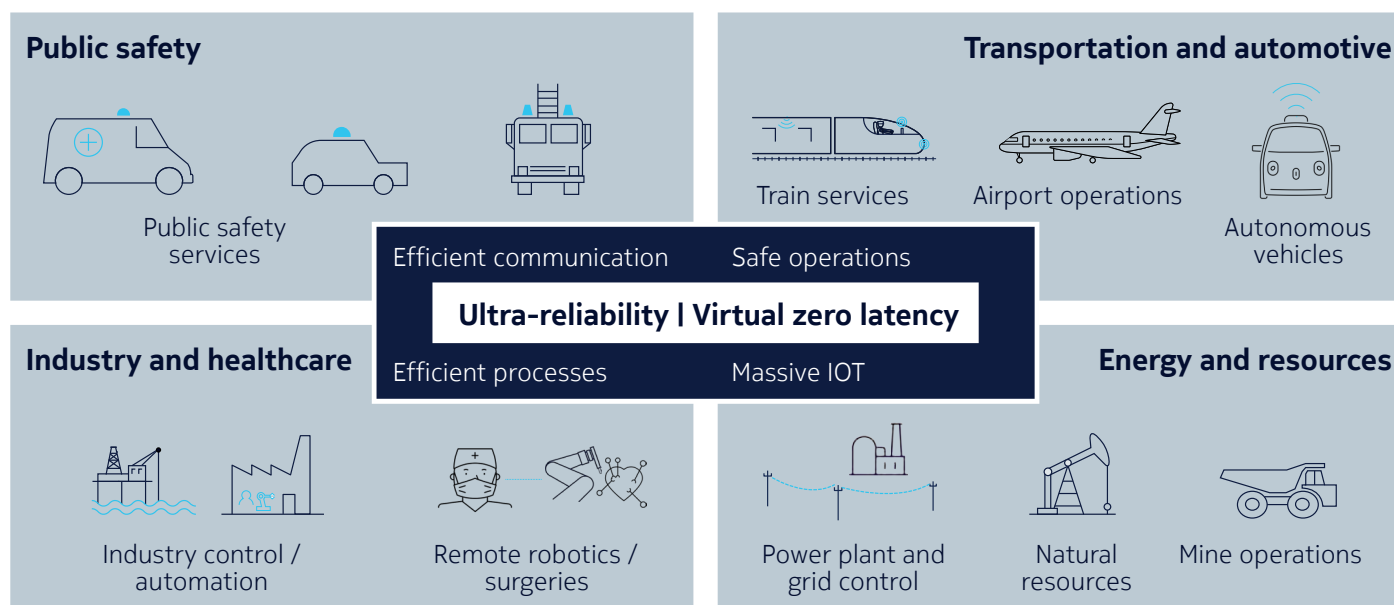 Public safety
Public safety
services
Transportation and automotive
Train services
Airport operations
Autonomous
vehicles
Efficient communication
Safe operations
Ultra-reliability | Virtual zero latency
Efficient processes
Massive IOT
Industry and healthcare
Industry control /
automation
Remote robotics /
surgeries
Energy and resources
Power plant and
grid control
Natural
resources
Mine operations